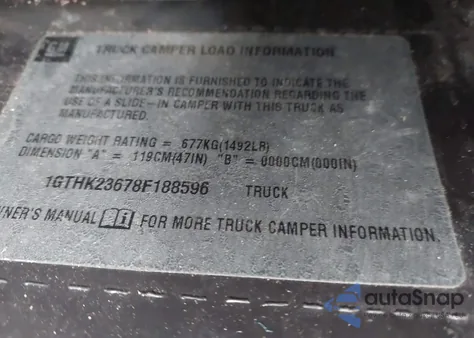 GM TRUCK CAMPER LOAD INFORMATION
THIS INFORMATION IS FURNISHED TO INDICATE THE
MANUFACTURER'S RECOMMENDATION REGARDING THE
USE OF A SLIDE-IN CAMPER WITH THIS TRUCK AS
MANUFACTURED.
CARGO WEIGHT RATING = 677KG(1492LB)
DIMENSION "A" = 119CM(47IN) "B" = 0000CM(000IN)
1GTHK23678F188596 TRUCK
WNER'S MANUAL FOR MORE TRUCK CAMPER INFORMATION.
autoSnap